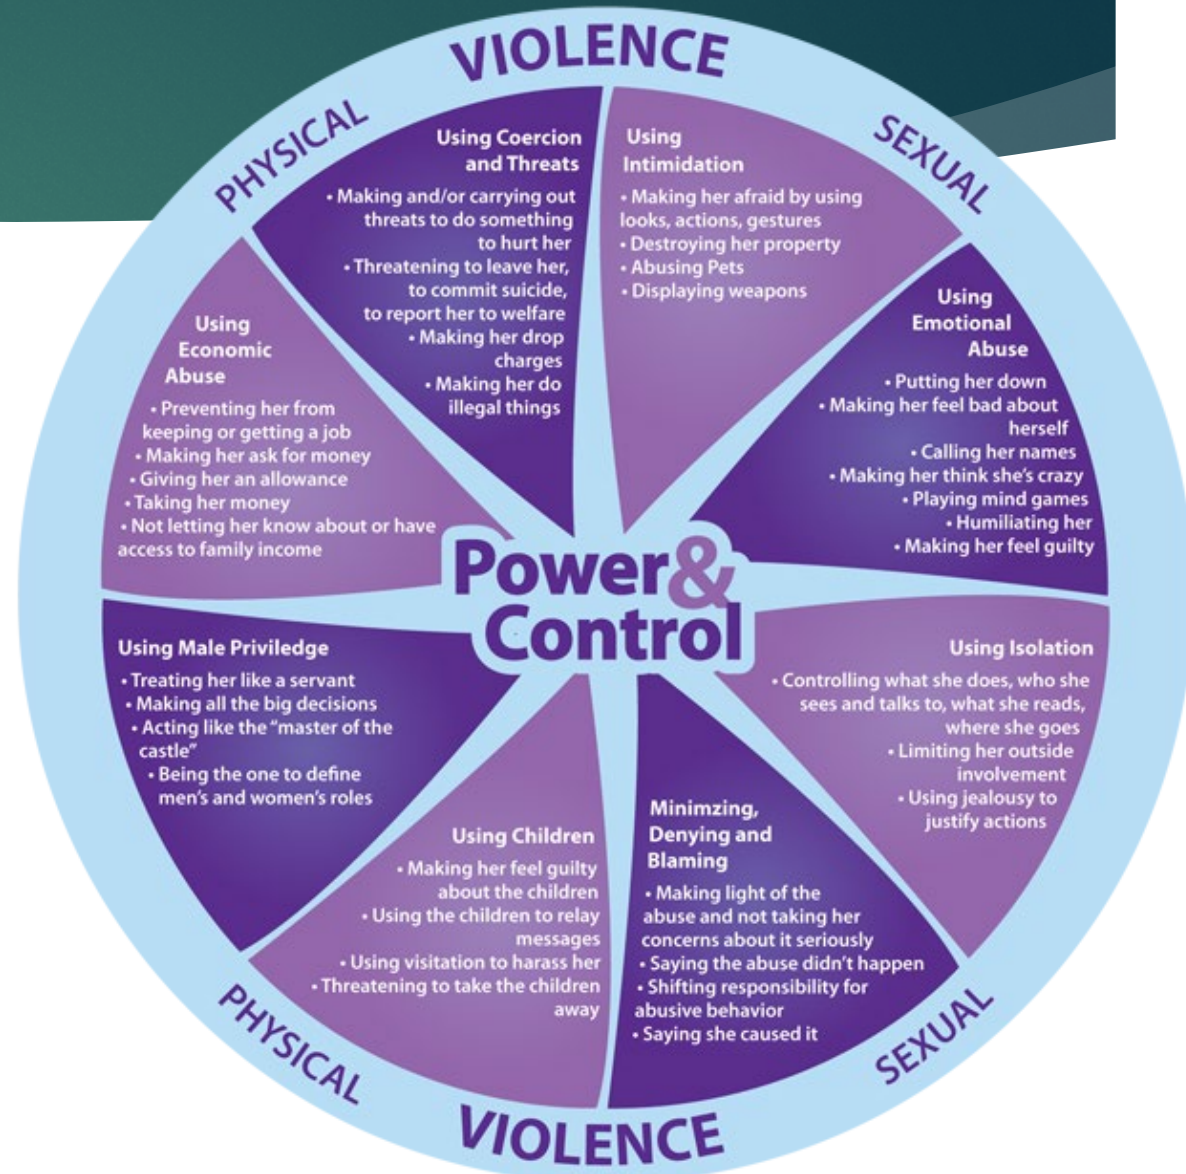 VIOLENCE
PHYSICAL
SEXUAL
Using Coercion
and Threats
• Making and/or carrying out
threats to do something
to hurt her
• Threatening to leave her,
to commit suicide,
to report her to welfare
• Making her drop
charges
• Making her do
illegal things
Using
Intimidation
• Making her afraid by using
looks, actions, gestures
• Destroying her property
• Abusing Pets
• Displaying weapons
Using
Emotional
Abuse
• Putting her down
• Making her feel bad about
herself
• Calling her names
• Making her think she's crazy
• Playing mind games
• Humiliating her
• Making her feel guilty
Using Isolation
• Controlling what she does, who she
sees and talks to, what she reads,
where she goes
• Limiting her outside
involvement
• Using jealousy to
justify actions
Minimzing,
Denying and
Blaming
• Making light of the
abuse and not taking her
concerns about it seriously
• Saying the abuse didn't happen
• Shifting responsibility for
abusive behavior
• Saying she caused it
Using Children
• Making her feel guilty
about the children
• Using the children to relay
messages
• Using visitation to harass her
• Threatening to take the children
away
Using Male Priviledge
• Treating her like a servant
• Making all the big decisions
• Acting like the "master of the
castle"
• Being the one to define
men's and women's roles
Using
Economic
Abuse
• Preventing her from
keeping or getting a job
• Making her ask for money
• Giving her an allowance
• Taking her money
• Not letting her know about or have
access to family income
Power&
Control
PHYSICAL
SEXUAL
VIOLENCE